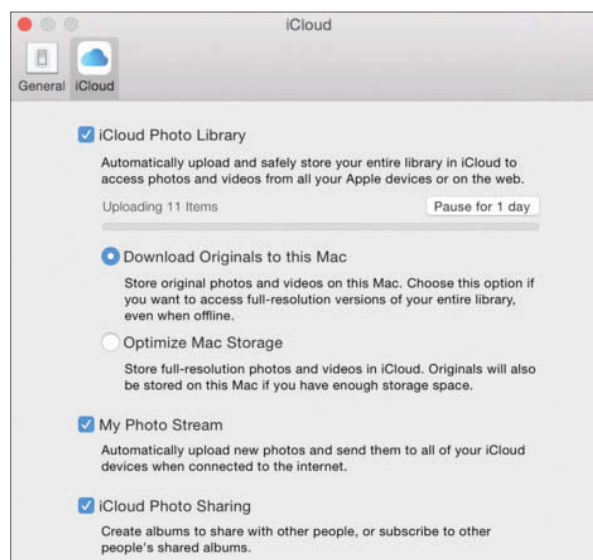 iCloud
General iCloud
iCloud Photo Library
Automatically upload and safely store your entire library in iCloud to
access photos and videos from all your Apple devices or on the web.
Uploading 11 Items Pause for 1 day
Download Originals to this Mac
Store original photos and videos on this Mac. Choose this option if
you want to access full-resolution versions of your entire library,
even when offline.
Optimize Mac Storage
Store full-resolution photos and videos in iCloud. Originals will also
be stored on this Mac if you have enough storage space.
My Photo Stream
Automatically upload new photos and send them to all of your iCloud
devices when connected to the internet.
iCloud Photo Sharing
Create albums to share with other people, or subscribe to other
people's shared albums.